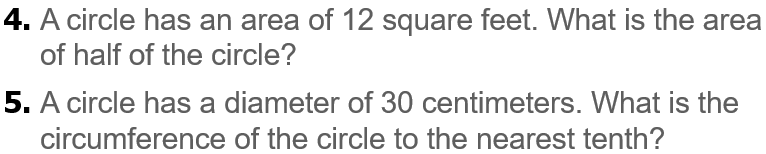 4. A circle has an area of 12 square feet. What is the area
of half of the circle?
5. A circle has a diameter of 30 centimeters. What is the
circumference of the circle to the nearest tenth?